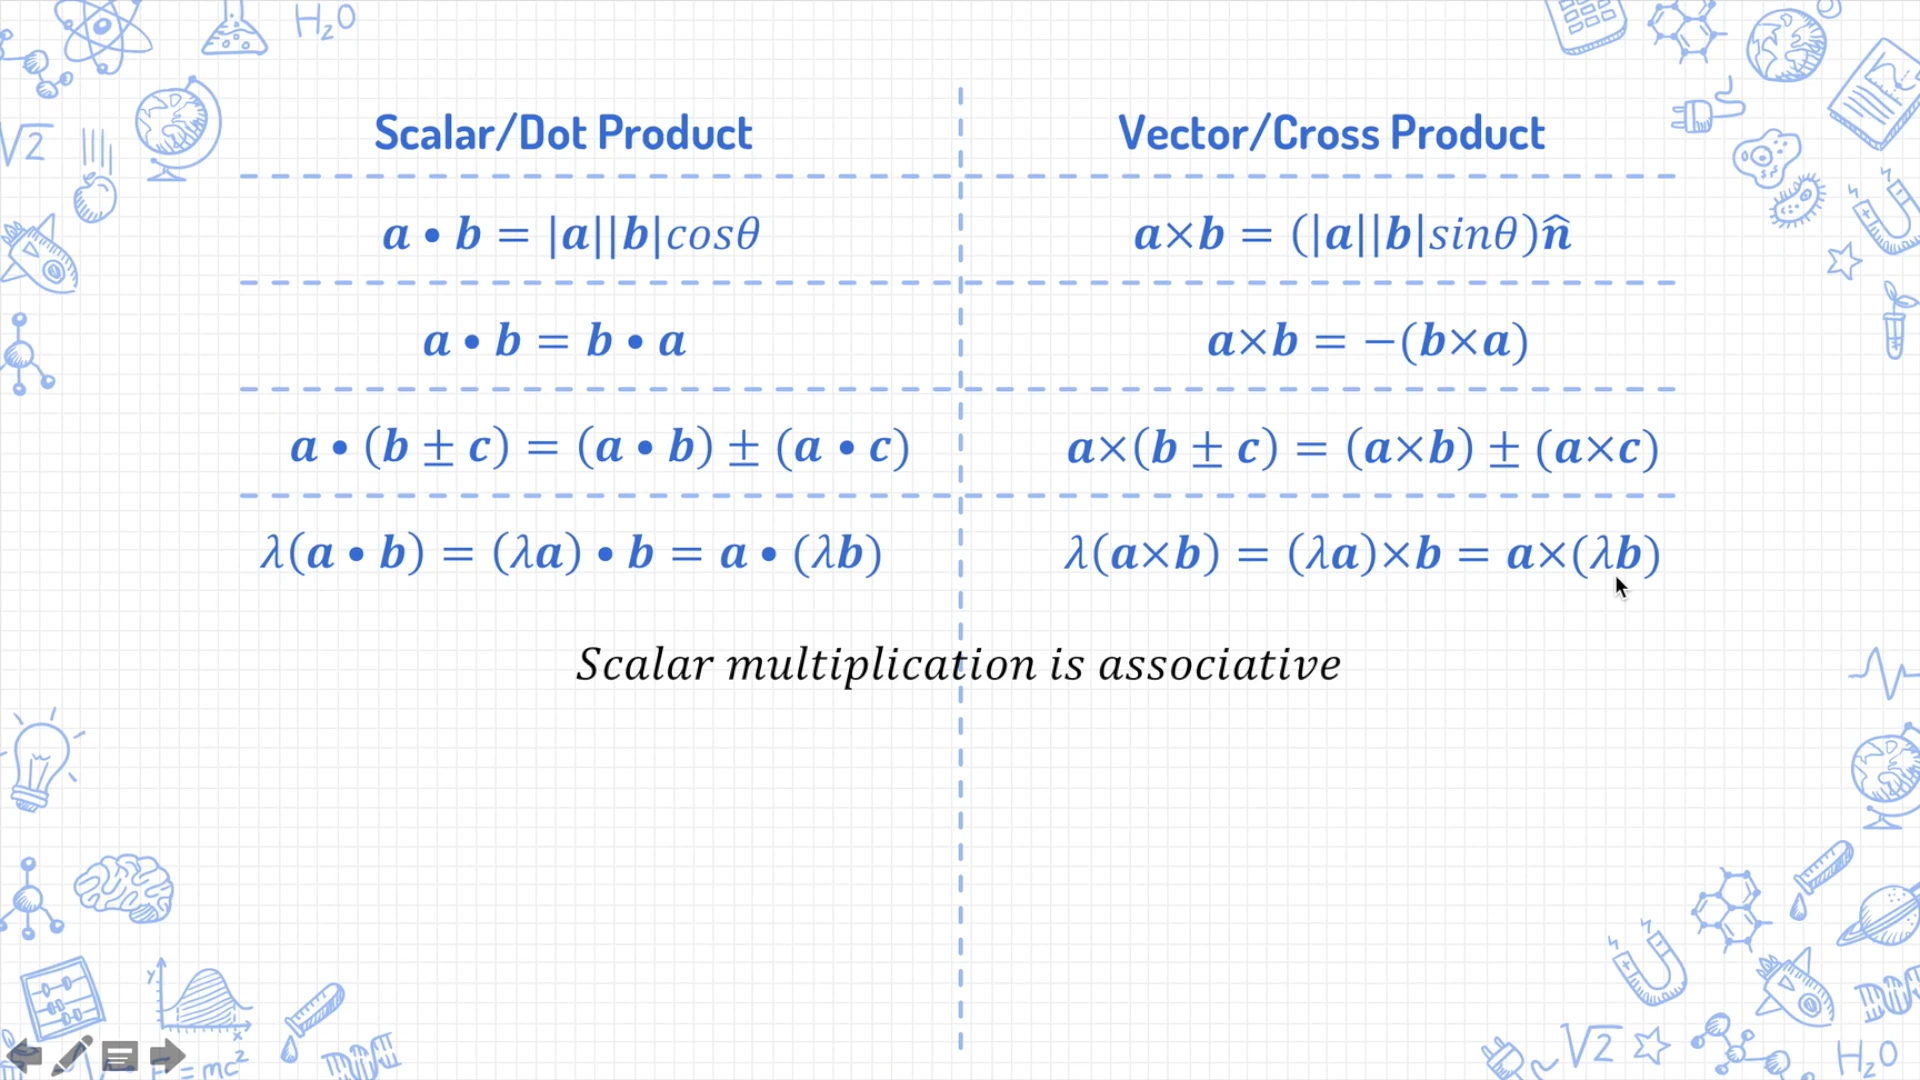 H₂O
Scalar/Dot Product
Vector/Cross Product
√2
a • b = |a||b|cosθ
a×b = (|a||b|sinθ)n̂
a • b = b • a
a×b = −(b×a)
a • (b ± c) = (a • b) ± (a • c)
a×(b ± c) = (a×b) ± (a×c)
λ(a • b) = (λa) • b = a • (λb)
λ(a×b) = (λa)×b = a×(λb)
Scalar multiplication is associative
y
x
= mc²
√2
H₂O